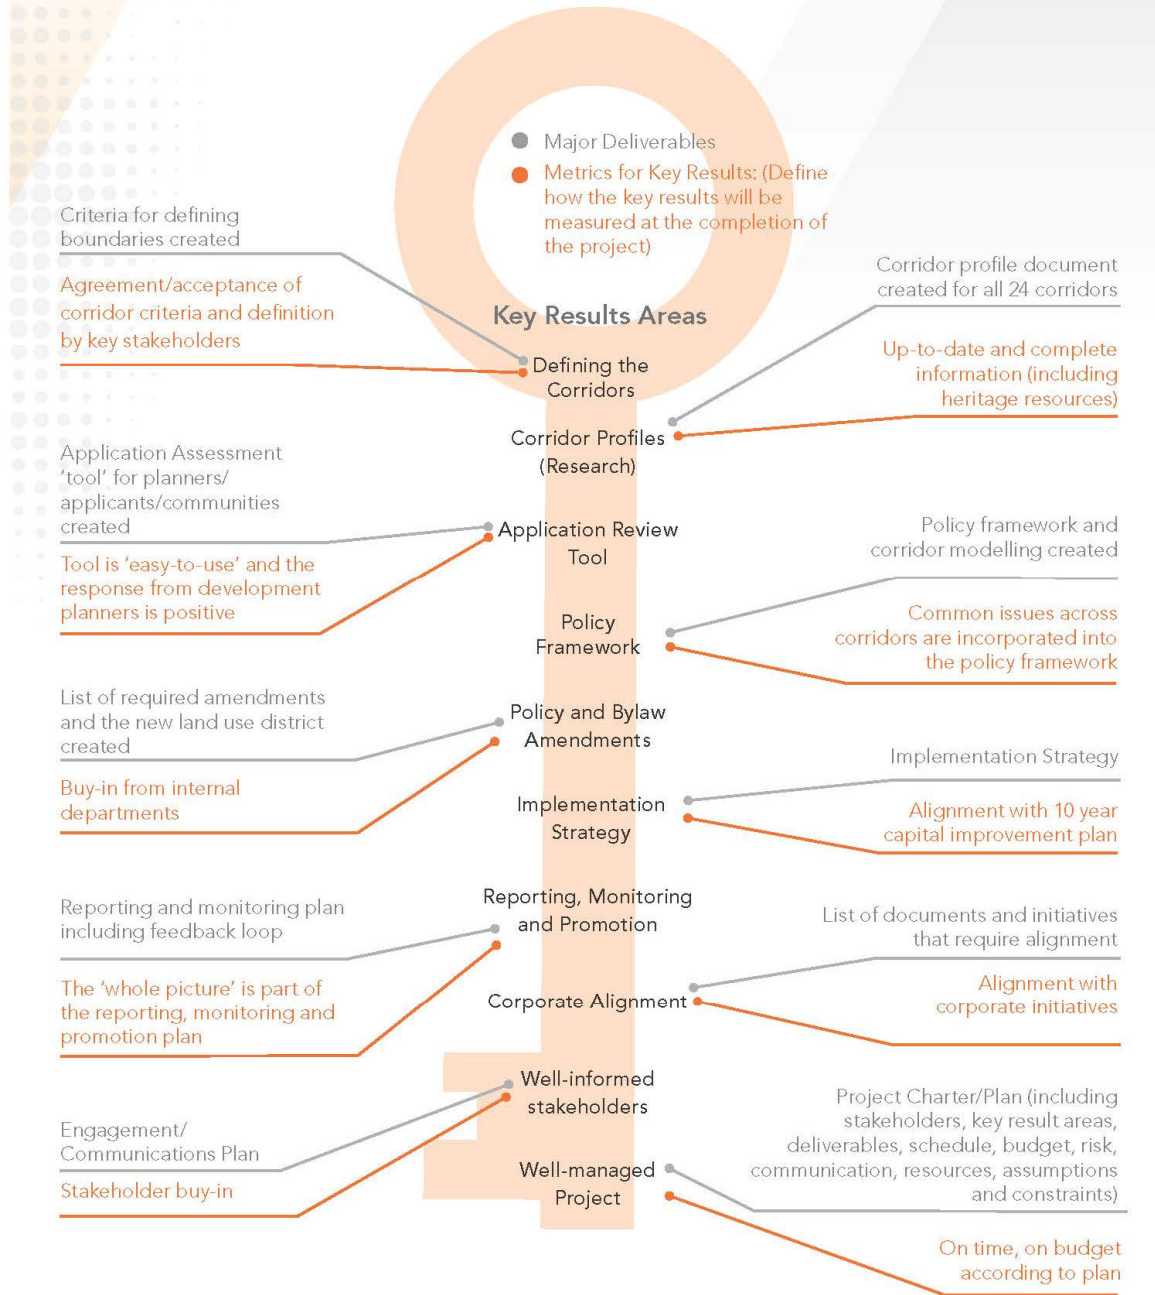 Major Deliverables
Metrics for Key Results: (Define
how the key results will be
measured at the completion of
the project)
Key Results Areas
Criteria for defining
boundaries created
Agreement/acceptance of
corridor criteria and definition
by key stakeholders
Defining the
Corridors
Corridor profile document
created for all 24 corridors
Up-to-date and complete
information (including
heritage resources)
Corridor Profiles
(Research)
Application Assessment
‘tool’ for planners/
applicants/communities
created
Tool is ‘easy-to-use’ and the
response from development
planners is positive
Application Review
Tool
Policy framework and
corridor modelling created
Common issues across
corridors are incorporated into
the policy framework
Policy
Framework
List of required amendments
and the new land use district
created
Buy-in from internal
departments
Policy and Bylaw
Amendments
Implementation Strategy
Alignment with 10 year
capital improvement plan
Implementation
Strategy
Reporting and monitoring plan
including feedback loop
The ‘whole picture’ is part of
the reporting, monitoring and
promotion plan
Reporting, Monitoring
and Promotion
List of documents and initiatives
that require alignment
Alignment with
corporate initiatives
Corporate Alignment
Engagement/
Communications Plan
Stakeholder buy-in
Well-informed
stakeholders
Project Charter/Plan (including
stakeholders, key result areas,
deliverables, schedule, budget, risk,
communication, resources, assumptions
and constraints)
On time, on budget
according to plan
Well-managed
Project